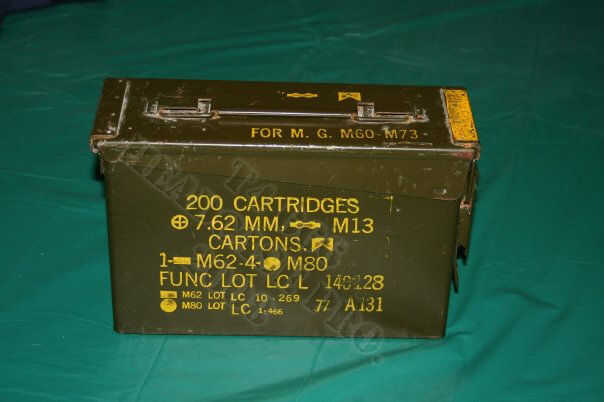 FOR M. G. M60-M73
200 CARTRIDGES
7.62 MM, M13
CARTONS,
1- M62-4- M80
FUNC LOT LC L 140128
M62 LOT LC 10-269
M80 LOT LC 1-466
77 A131